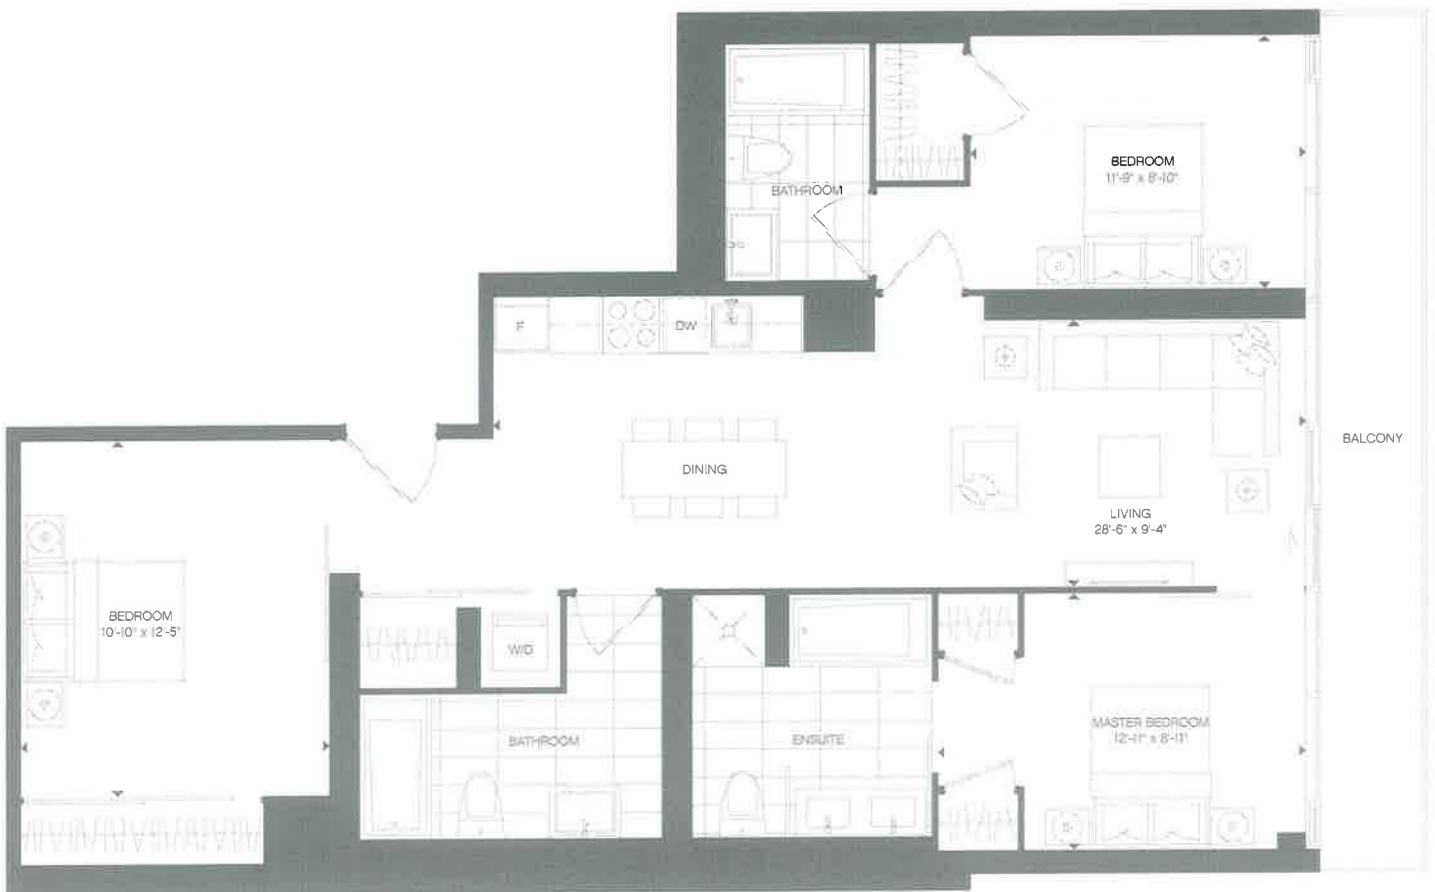 BEDROOM
11'-9" x 8'-10"
BATHROOM
F
DW
BALCONY
DINING
LIVING
28'-6" x 9'-4"
BEDROOM
10'-10" x 12'-5"
W/D
BATHROOM
ENSUITE
MASTER BEDROOM
12'-11" x 8'-11"